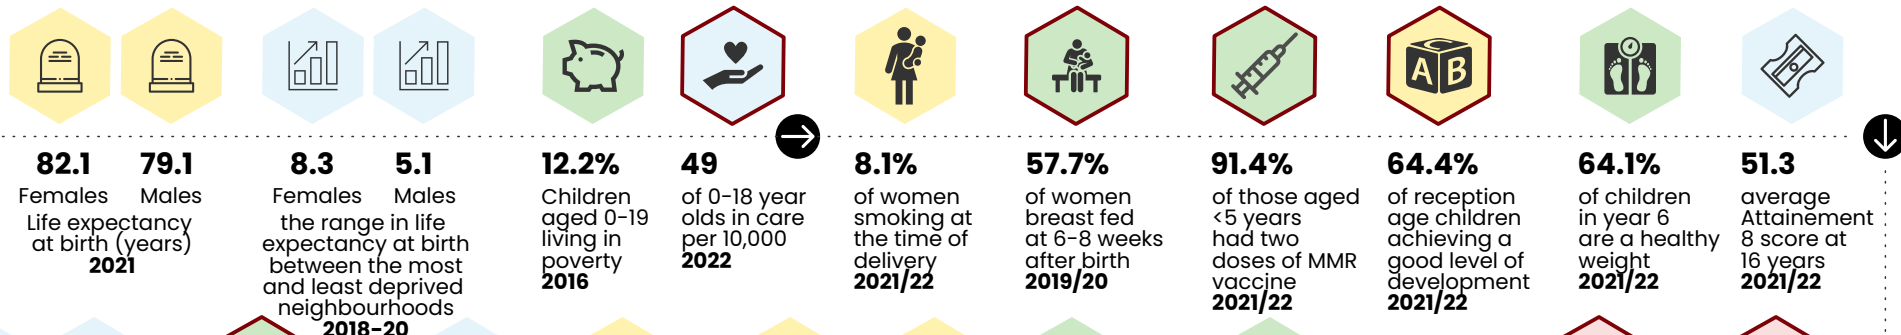 C
A B
82.1
Females
79.1
Males
Life expectancy
at birth (years)
2021
8.3
Females
5.1
Males
the range in life
expectancy at birth
between the most
and least deprived
neighbourhoods
2018-20
12.2%
Children
aged 0-19
living in
poverty
2016
49
of 0-18 year
olds in care
per 10,000
2022
8.1%
of women
smoking at
the time of
delivery
2021/22
57.7%
of women
breast fed
at 6-8 weeks
after birth
2019/20
91.4%
of those aged
<5 years
had two
doses of MMR
vaccine
2021/22
64.4%
of reception
age children
achieving a
good level of
development
2021/22
64.1%
of children
in year 6
are a healthy
weight
2021/22
51.3
average
Attainement
8 score at
16 years
2021/22